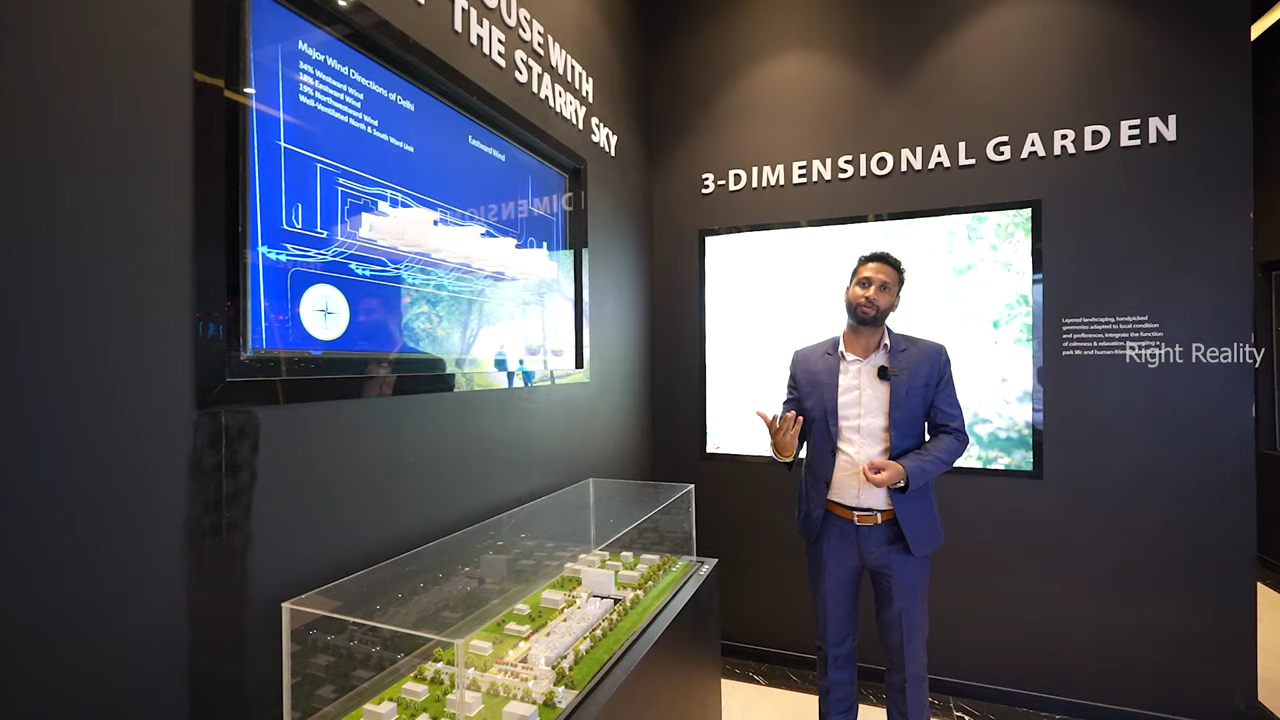 OUSE WITH
THE STARRY SKY
Major Wind Directions of Delhi
34% Westward Wind
18% Eastward Wind
19% Northwestward Wind
Well-Ventilated North & South Ward Unit
Eastward Wind
3-DIMENSIONAL GARDEN
Layered landscaping, handpicked
greeneries adapted to local condition
and preferences, integrate the function
of calmness & relaxation.
park life and human-
Right Reality